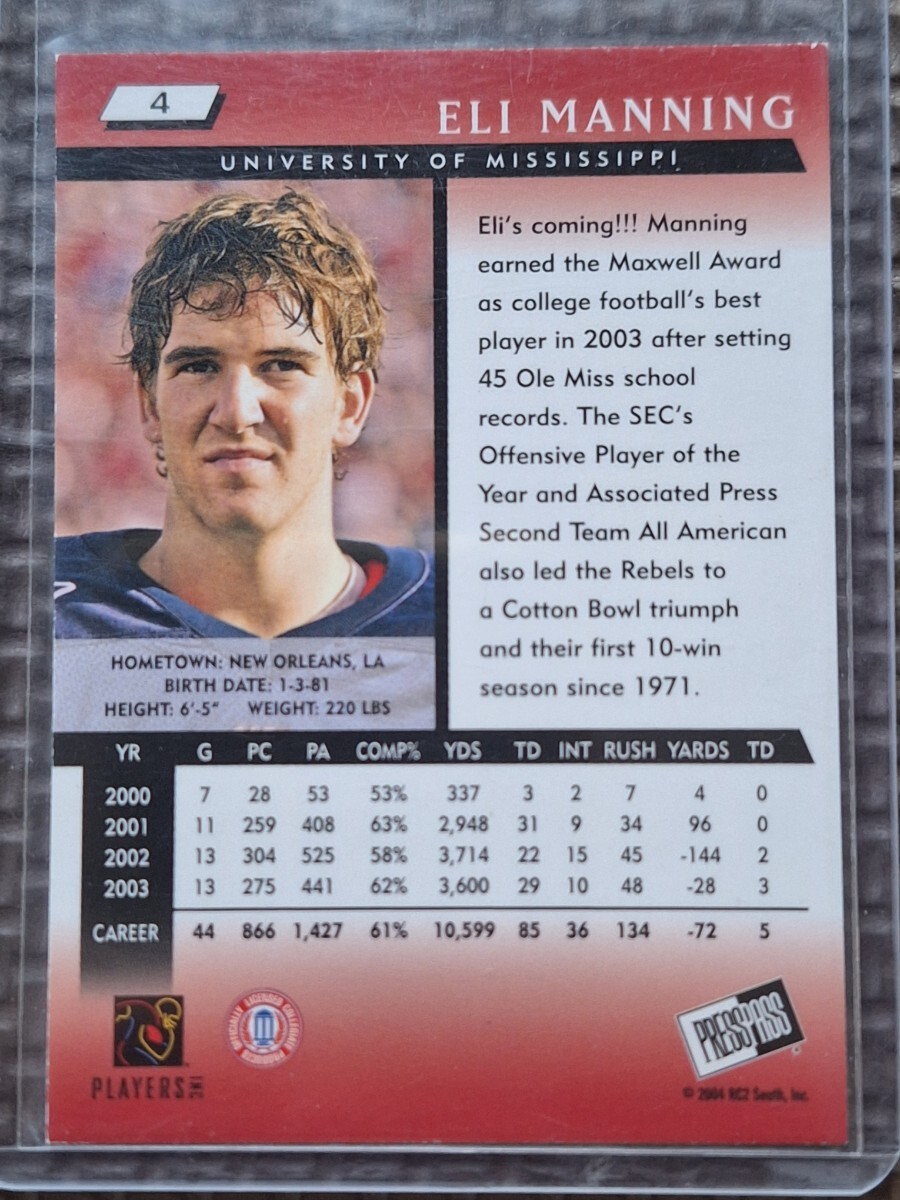 4
ELI MANNING
UNIVERSITY OF MISSISSIPPI
Eli's coming!!! Manning
earned the Maxwell Award
as college football's best
player in 2003 after setting
45 Ole Miss school
records. The SEC's
Offensive Player of the
Year and Associated Press
Second Team All American
also led the Rebels to
a Cotton Bowl triumph
and their first 10-win
season since 1971.
HOMETOWN: NEW ORLEANS, LA
BIRTH DATE: 1-3-81
HEIGHT: 6'-5" WEIGHT: 220 LBS
YR G PC PA COMP% YDS TD INT RUSH YARDS TD
2000 7 28 53 53% 337 3 2 7 4 0
2001 11 259 408 63% 2,948 31 9 34 96 0
2002 13 304 525 58% 3,714 22 15 45 -144 2
2003 13 275 441 62% 3,600 29 10 48 -28 3
CAREER 44 866 1,427 61% 10,599 85 36 134 -72 5
PLAYERS INC
OFFICIALLY LICENSED COLLEGIATE PRODUCTS
PRESS PASS
© 2004 RC2 South, Inc.